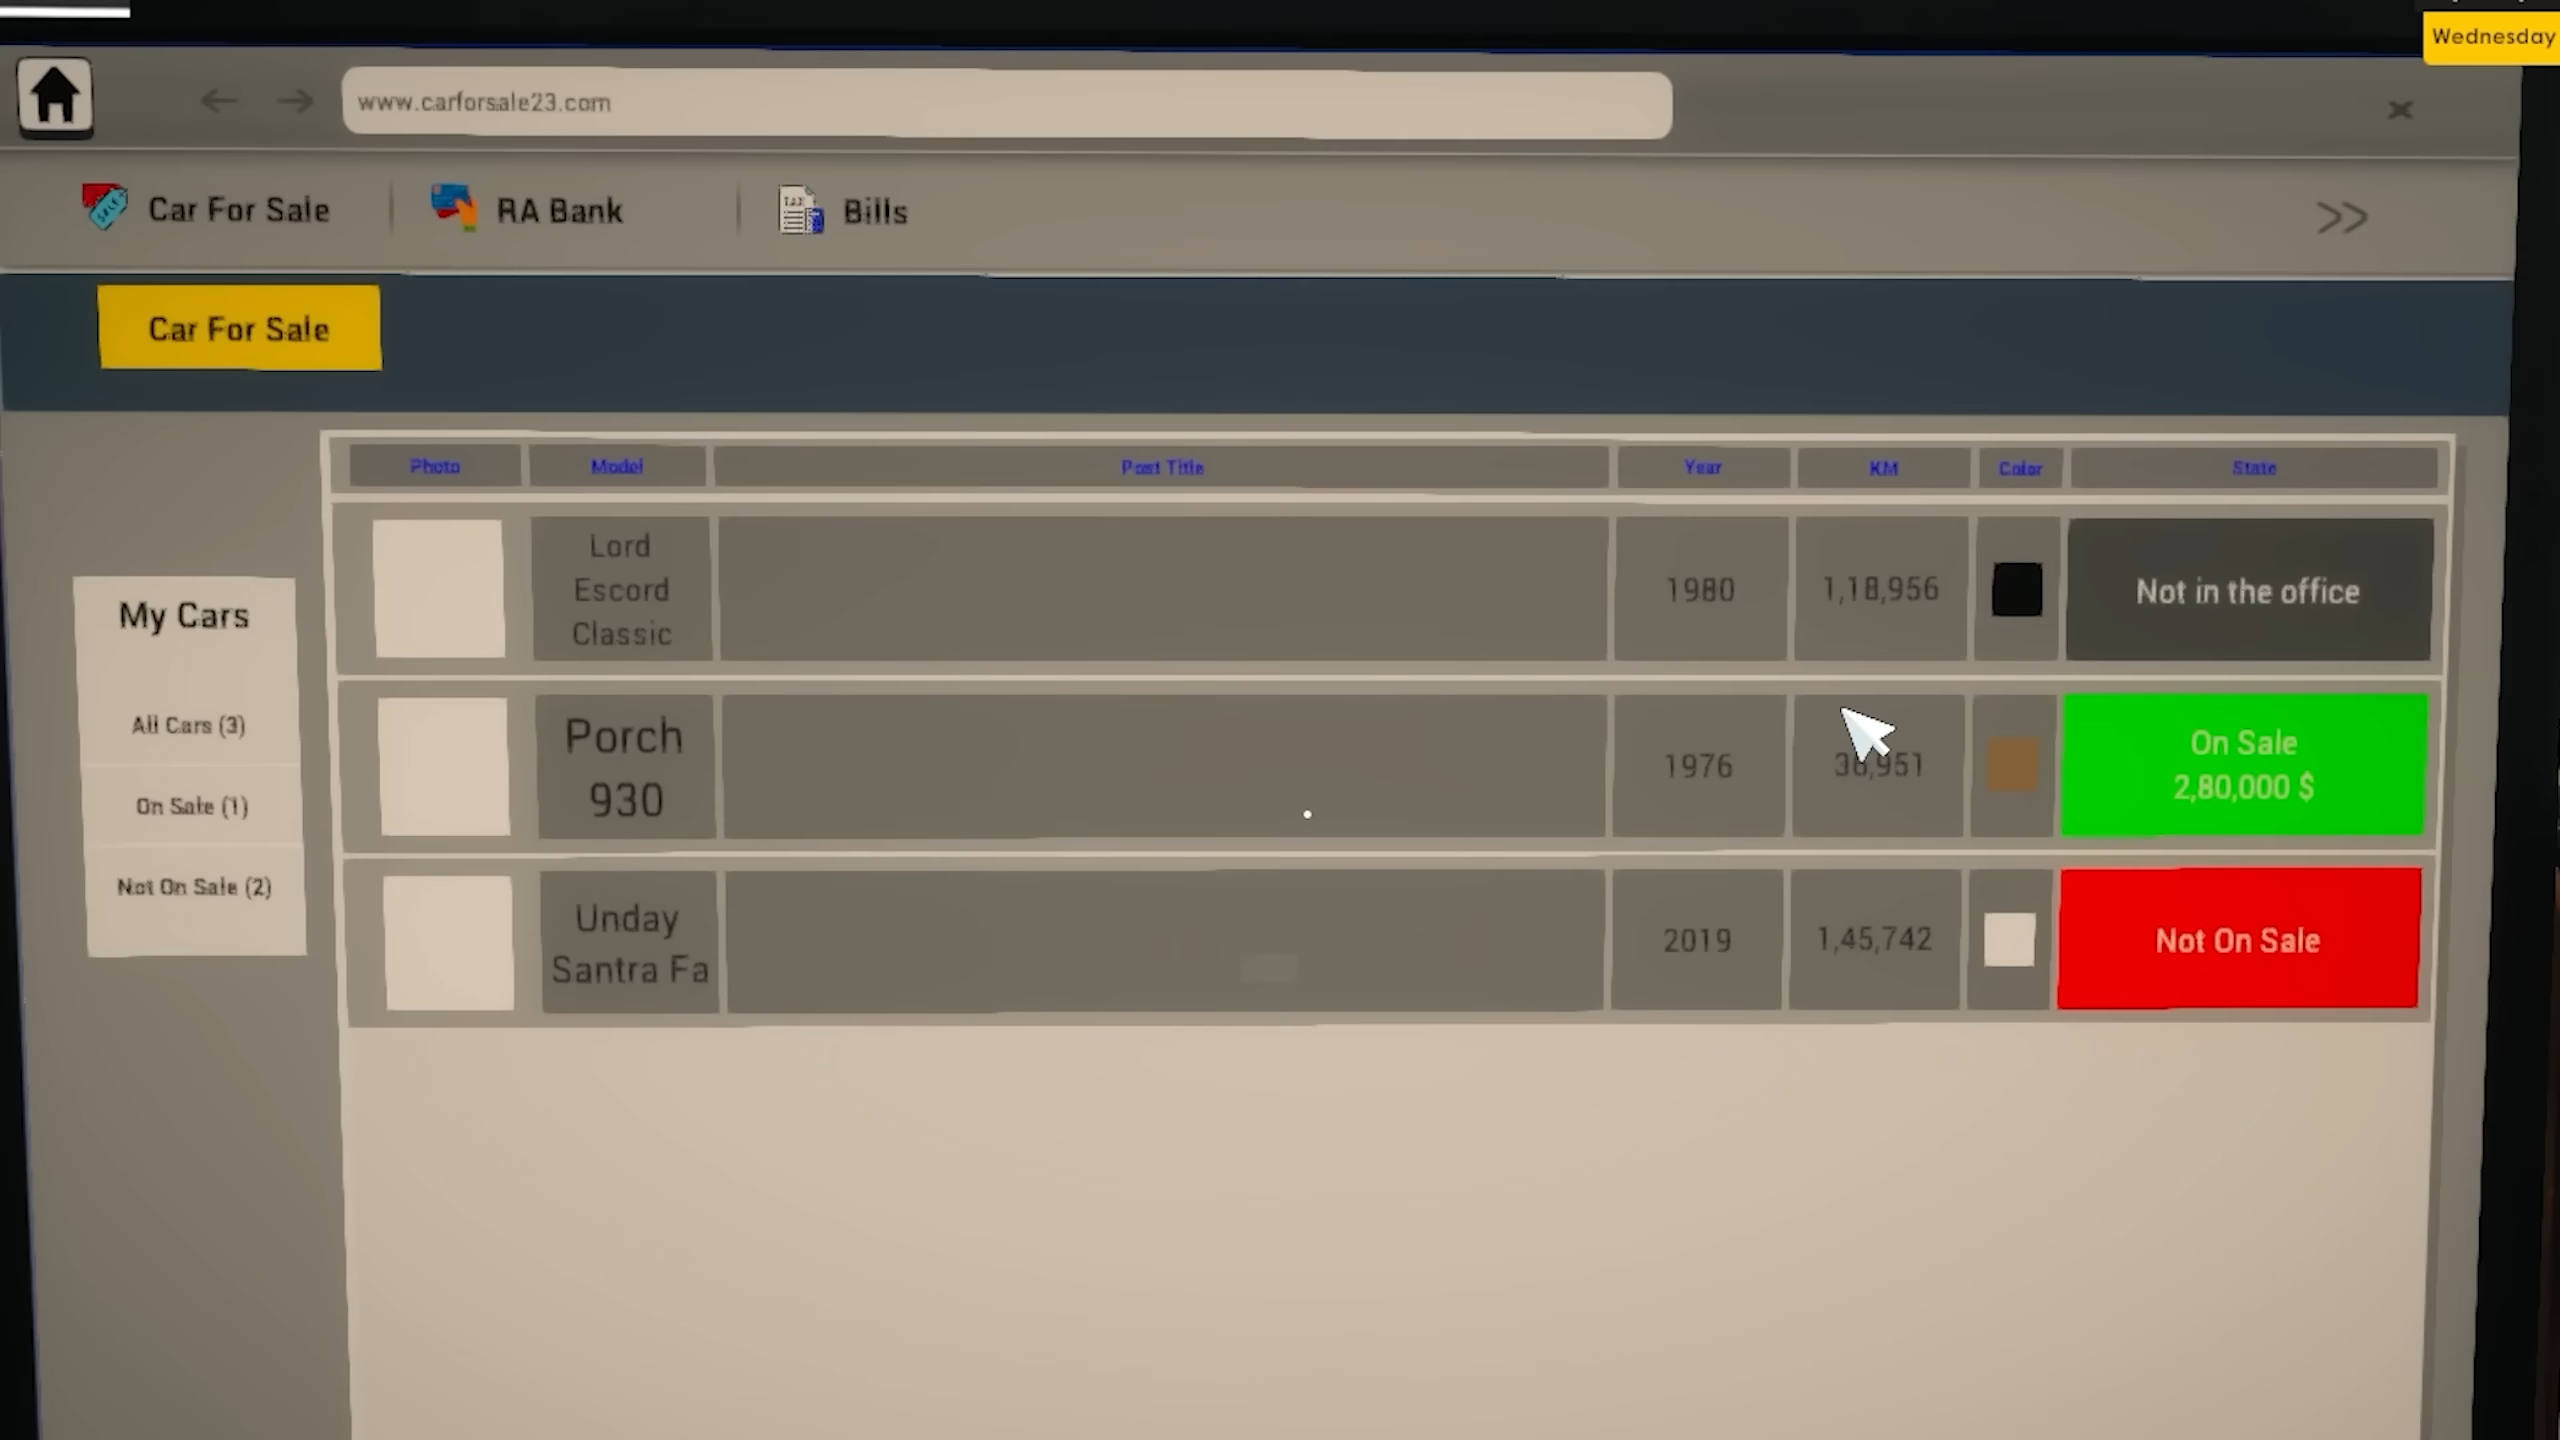 Wednesday
www.carforsale23.com
Car For Sale
RA Bank
Bills
Car For Sale
Photo
Model
Post Title
Year
KM
Color
State
Lord
Escord
Classic
1980
1,18,956
Not in the office
My Cars
All Cars (3)
On Sale (1)
Not On Sale (2)
Porch
930
1976
On Sale
2,80,000 $
Unday
Santra Fa
2019
1,45,742
Not On Sale